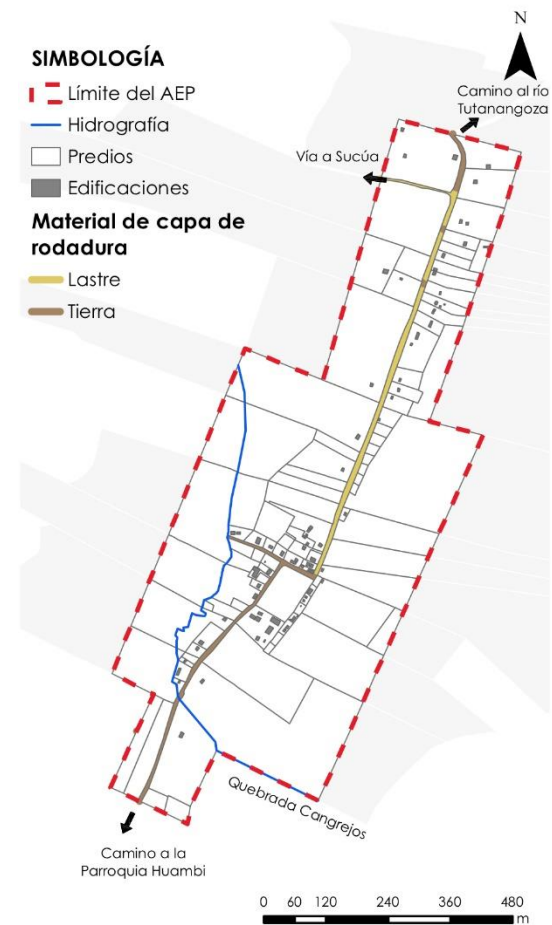 SIMBOLOGÍA
Límite del AEP
Hidrografía
Predios
Edificaciones
Material de capa de
rodadura
Lastre
Tierra
N
Camino al río
Tutanangoza
Vía a Sucúa
Quebrada Cangrejos
Camino a la
Parroquia Huambi
0 60 120 240 360 480
m